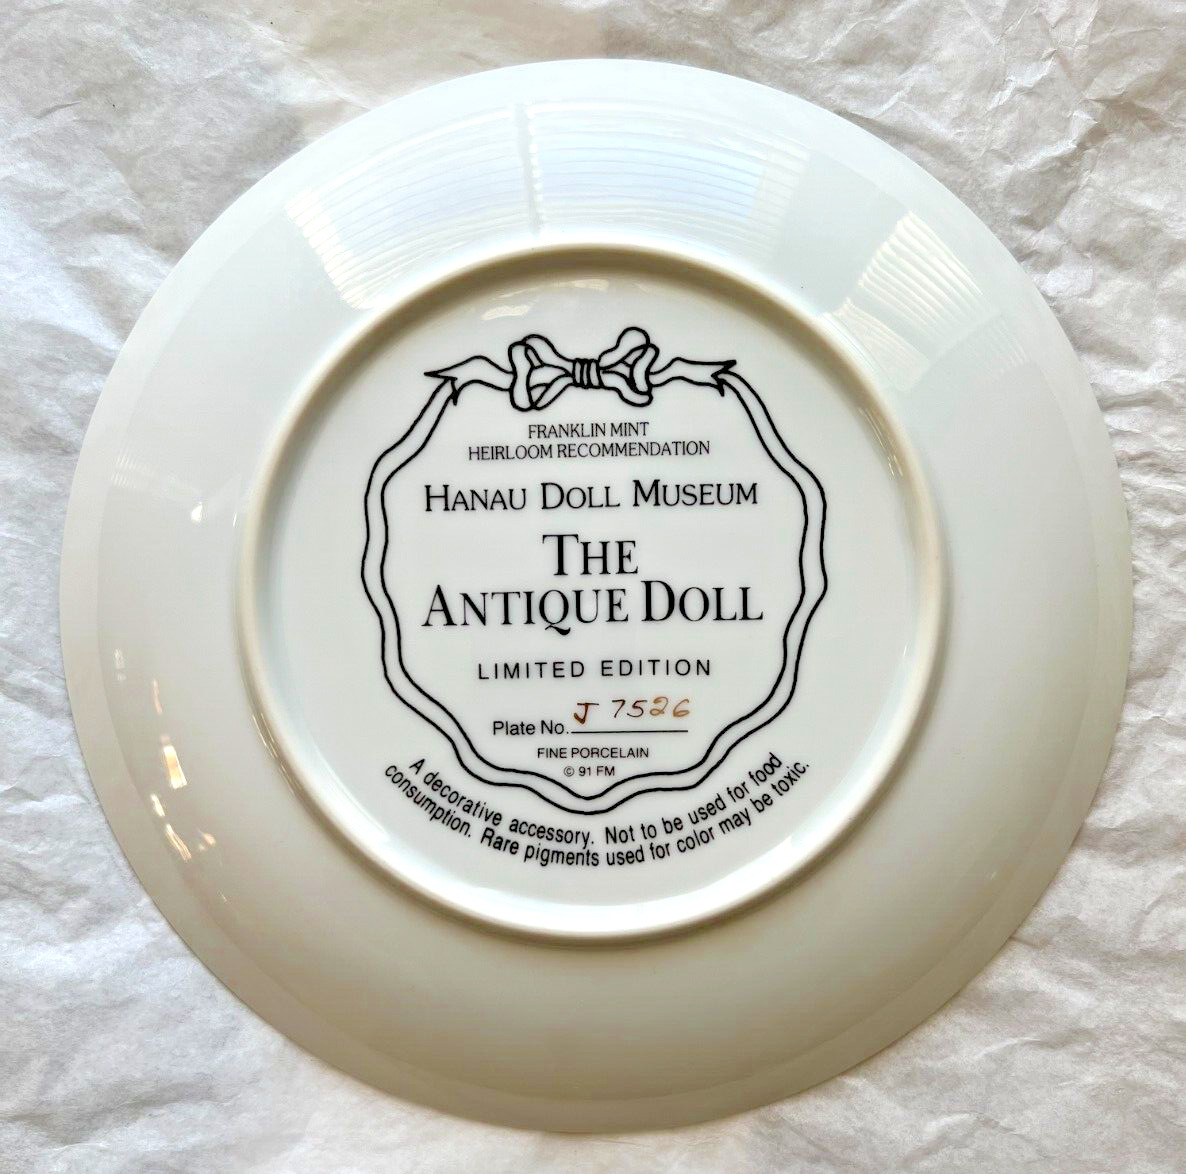 FRANKLIN MINT
HEIRLOOM RECOMMENDATION
HANAU DOLL MUSEUM
THE
ANTIQUE DOLL
LIMITED EDITION
Plate No. J 7526
FINE PORCELAIN
© 91 FM
A decorative accessory. Not to be used for food
consumption. Rare pigments used for color may be toxic.